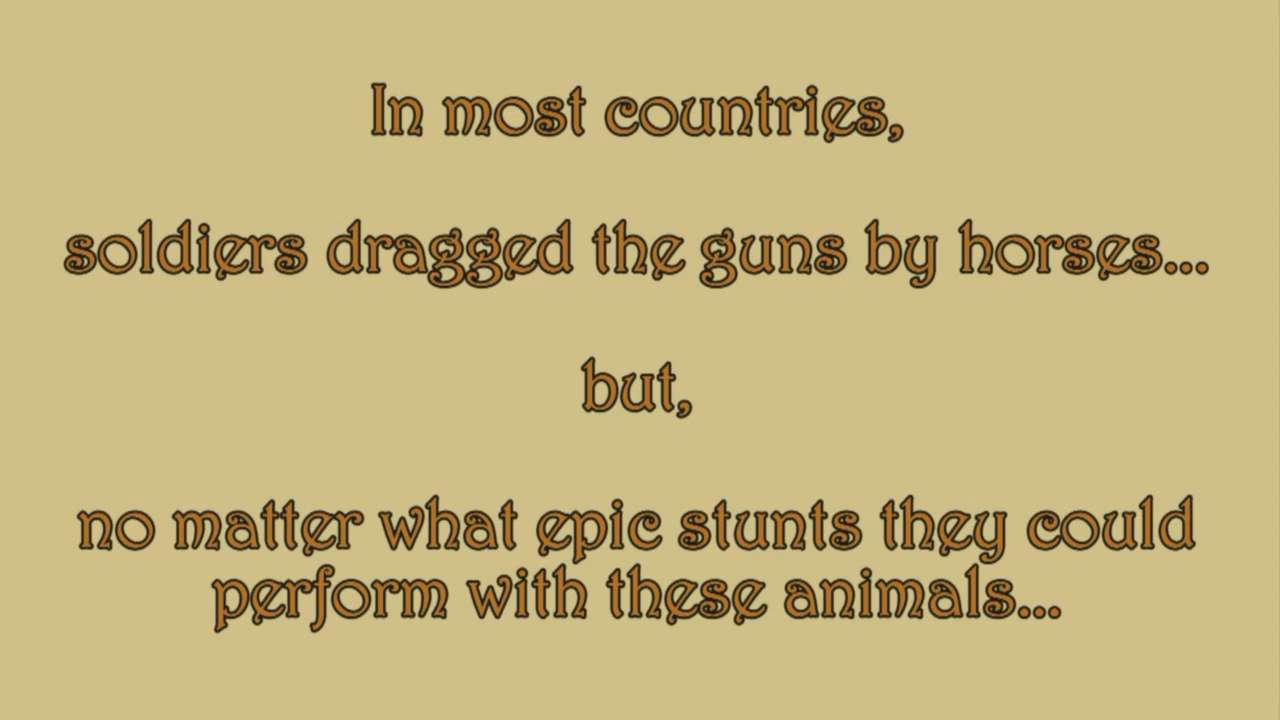 In most countries,
soldiers dragged the guns by horses...
but,
no matter what epic stunts they could
perform with these animals...